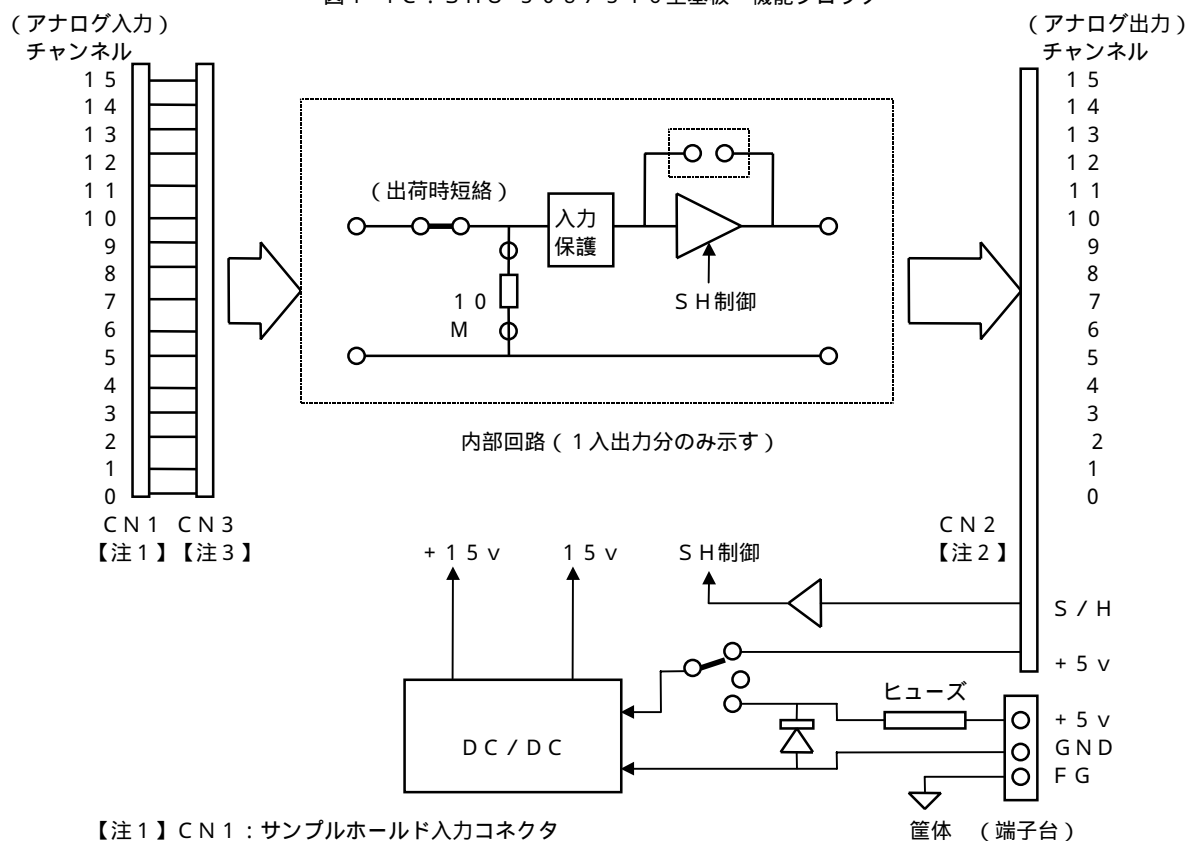 （アナログ入力）
チャンネル
１５
１４
１３
１２
１１
１０
９
８
７
６
５
４
３
２
１
０
ＣＮ１ ＣＮ３
【注１】【注３】
（出荷時短絡）
入力
保護
１０
Ｍ
ＳＨ制御
内部回路（１入出力分のみ示す）
（アナログ出力）
チャンネル
１５
１４
１３
１２
１１
１０
９
８
７
６
５
４
３
２
１
０
ＣＮ２
【注２】
＋１５ｖ
１５ｖ
ＳＨ制御
Ｓ／Ｈ
＋５ｖ
ヒューズ
＋５ｖ
ＧＮＤ
ＦＧ
ＤＣ／ＤＣ
筐体 （端子台）
【注１】ＣＮ１：サンプルホールド入力コネクタ